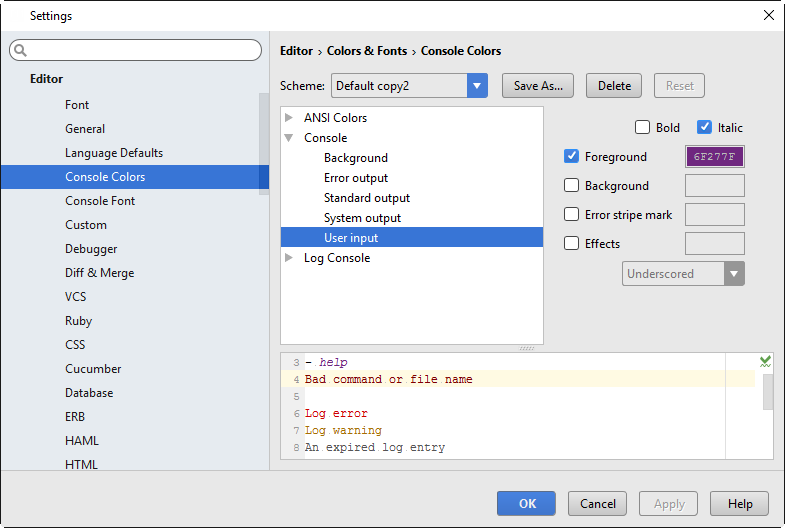 Settings
Editor › Colors & Fonts › Console Colors
Editor
Font
General
Language Defaults
Console Colors
Console Font
Custom
Debugger
Diff & Merge
VCS
Ruby
CSS
Cucumber
Database
ERB
HAML
HTML
Scheme: Default copy2 Save As... Delete Reset
ANSI Colors
Console
Background
Error output
Standard output
System output
User input
Log Console
Bold Italic
Foreground 6F277F
Background
Error stripe mark
Effects
Underscored
3 - help
4 Bad command or file name
5
6 Log error
7 Log warning
8 An expired log entry
OK Cancel Apply Help